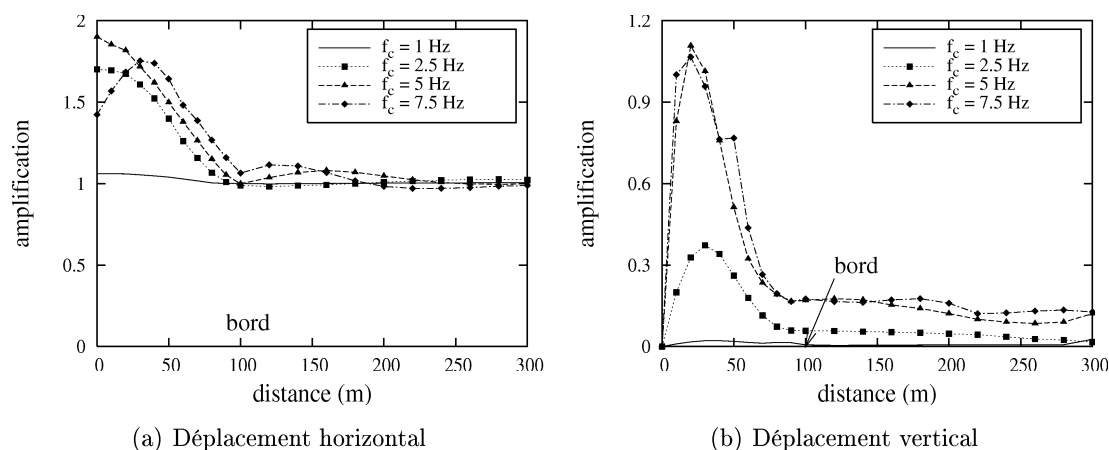 2
1.5
1
0.5
0
amplification
f_c = 1 Hz
f_c = 2.5 Hz
f_c = 5 Hz
f_c = 7.5 Hz
bord
0 50 100 150 200 250 300
distance (m)
(a) Déplacement horizontal
1.2
0.9
0.6
0.3
0
amplification
f_c = 1 Hz
f_c = 2.5 Hz
f_c = 5 Hz
f_c = 7.5 Hz
bord
0 50 100 150 200 250 300
distance (m)
(b) Déplacement vertical